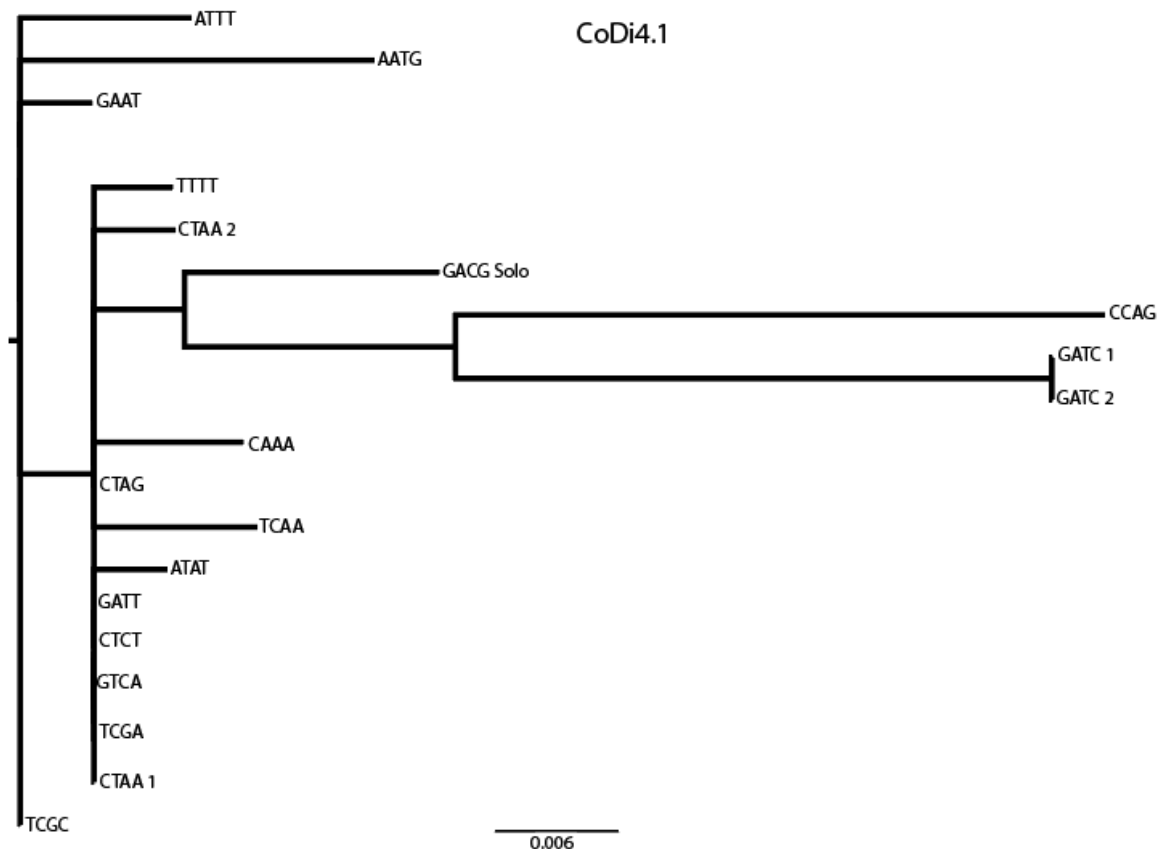 ATTT
CoDi4.1
AATG
GAAT
TTTT
CTAA 2
GACG Solo
CCAG
GATC 1
GATC 2
CAAA
CTAG
TCAA
ATAT
GATT
CTCT
GTCA
TCGA
CTAA 1
TCGC
0.006